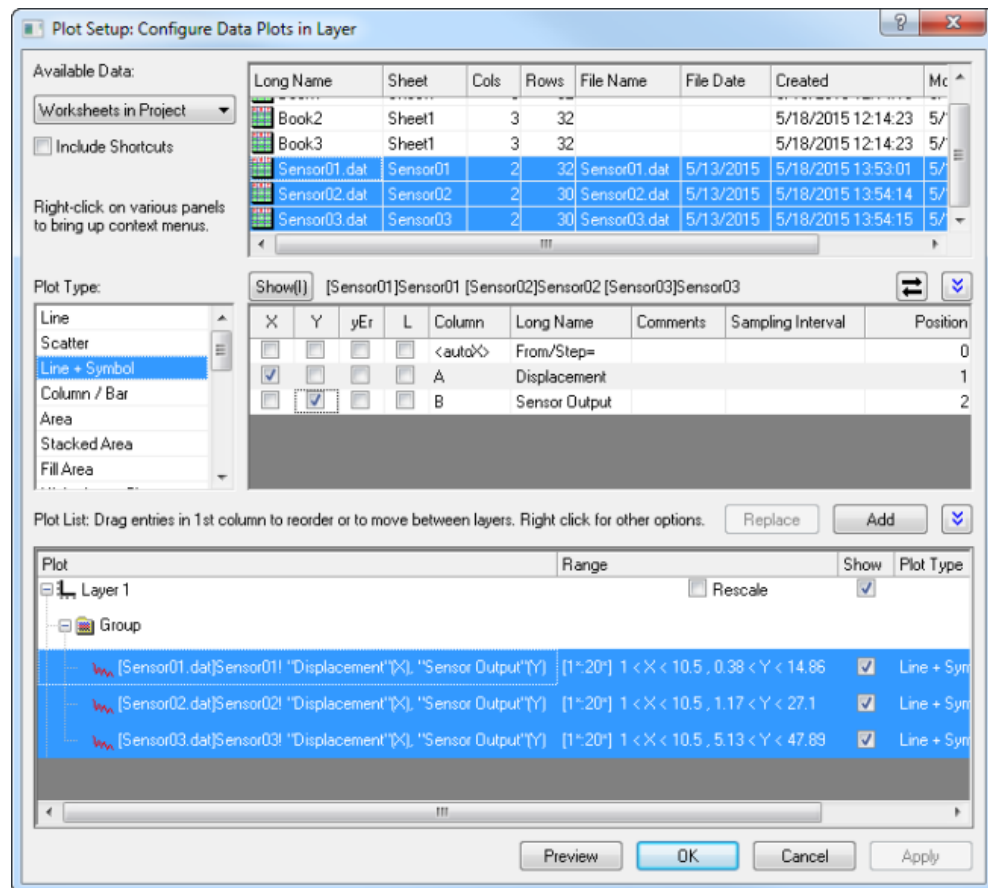 Plot Setup: Configure Data Plots in Layer
Available Data:
Worksheets in Project
Include Shortcuts
Right-click on various panels
to bring up context menus.
Long Name Sheet Cols Rows File Name File Date Created
Book2 Sheet1 3 32 5/18/2015 12:14:23
Book3 Sheet1 3 32 5/18/2015 12:14:23
Sensor01.dat Sensor01 2 32 Sensor01.dat 5/13/2015 5/18/2015 13:53:01
Sensor02.dat Sensor02 2 30 Sensor02.dat 5/13/2015 5/18/2015 13:54:14
Sensor03.dat Sensor03 2 30 Sensor03.dat 5/13/2015 5/18/2015 13:54:15
Plot Type:
Line
Scatter
Line + Symbol
Column / Bar
Area
Stacked Area
Fill Area
Show(I) [Sensor01]Sensor01 [Sensor02]Sensor02 [Sensor03]Sensor03
X Y yEr L Column Long Name Comments Sampling Interval Position
<autoX> From/Step= 0
A Displacement 1
B Sensor Output 2
Plot List: Drag entries in 1st column to reorder or to move between layers. Right click for other options. Replace Add
Plot Range Show Plot Type
Layer 1 Rescale
Group
[Sensor01.dat]Sensor01! "Displacement"(X), "Sensor Output"(Y) [1*:20*] 1 < X < 10.5 , 0.38 < Y < 14.86 Line + Sym
[Sensor02.dat]Sensor02! "Displacement"(X), "Sensor Output"(Y) [1*:20*] 1 < X < 10.5 , 1.17 < Y < 27.1 Line + Sym
[Sensor03.dat]Sensor03! "Displacement"(X), "Sensor Output"(Y) [1*:20*] 1 < X < 10.5 , 5.13 < Y < 47.89 Line + Sym
Preview OK Cancel Apply